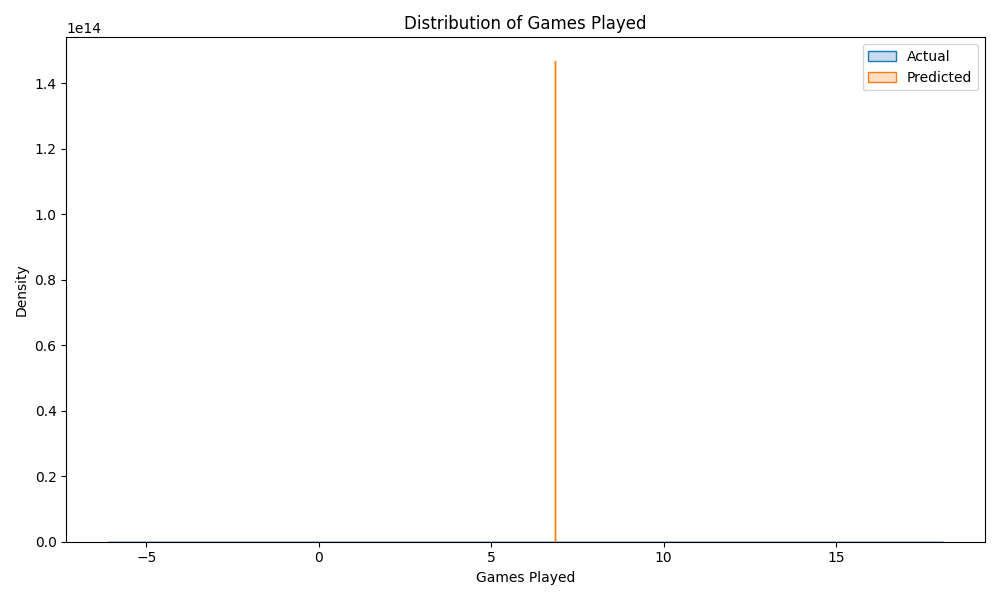 Distribution of Games Played
1e14
Actual
Predicted
1.4
1.2
1.0
0.8
0.6
0.4
0.2
0.0
Density
−5
0
5
10
15
Games Played